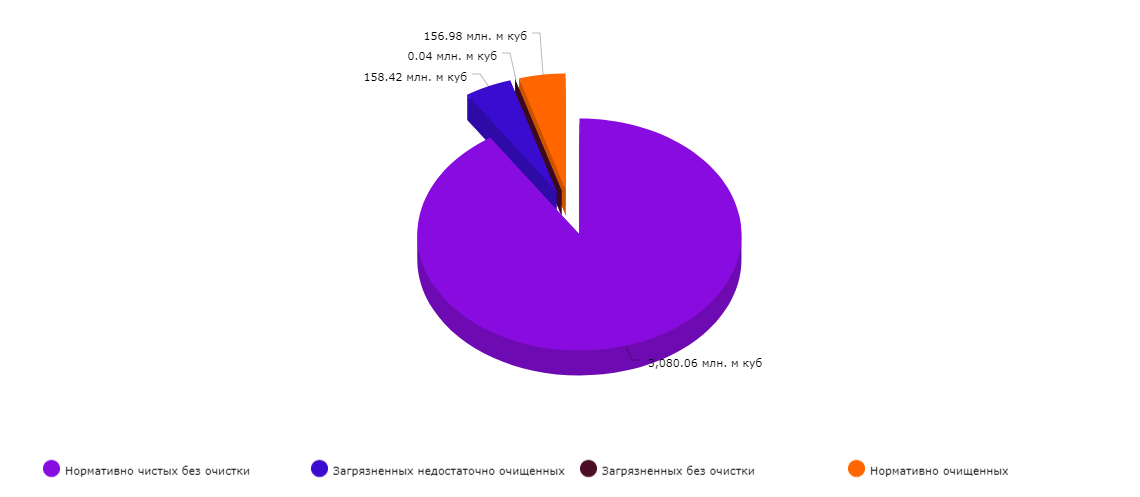 156.98 млн. м куб
0.04 млн. м куб
158.42 млн. м куб
3,080.06 млн. м куб
Нормативно чистых без очистки
Загрязненных недостаточно очищенных
Загрязненных без очистки
Нормативно очищенных